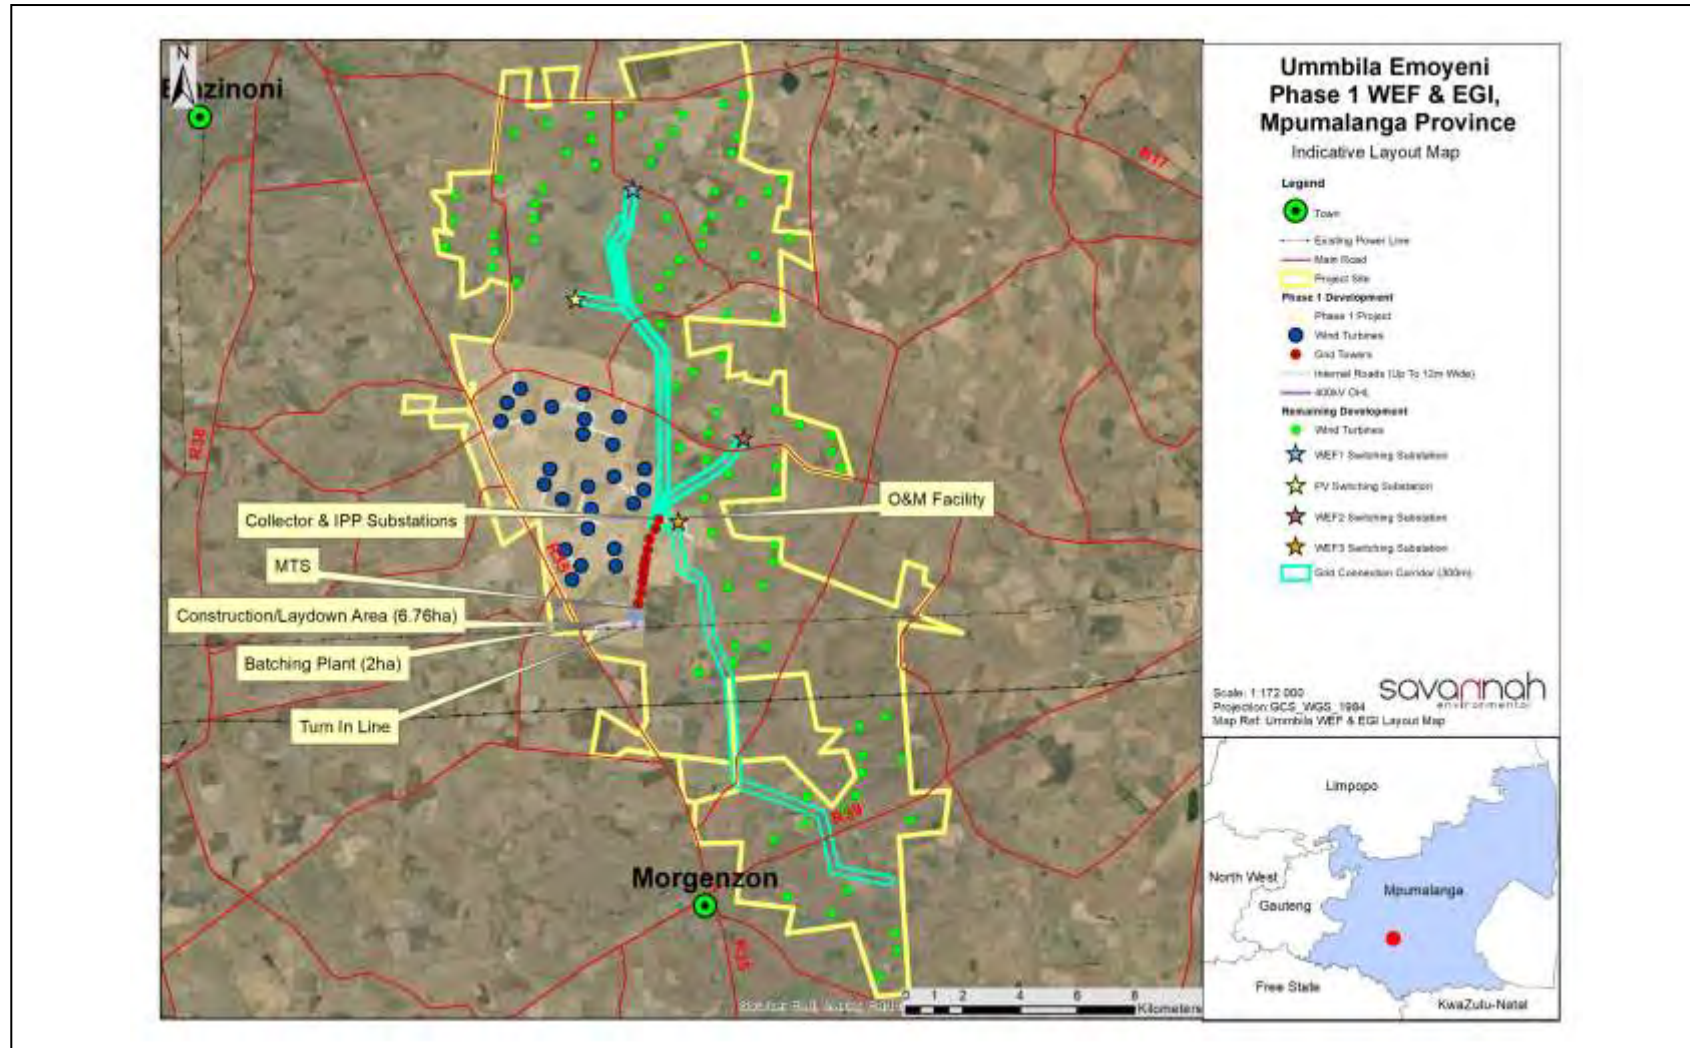 N
zinoni
R17
R38
R35
Collector & IPP Substations
O&M Facility
MTS
Construction/Laydown Area (6.76ha)
Batching Plant (2ha)
Turn In Line
R39
Morgenzon
R35
0 1 2 4 6 8
Kilometers
Ummbila Emoyeni
Phase 1 WEF & EGI,
Mpumalanga Province
Indicative Layout Map
Legend
Town
Existing Power Line
Main Road
Project Site
Phase 1 Development
Phase 1 Project
Wind Turbines
Grid Towers
Internal Roads (Up To 12m Wide)
400kV OHL
Remaining Development
Wind Turbines
WEF1 Switching Substation
PV Switching Substation
WEF2 Switching Substation
WEF3 Switching Substation
Grid Connection Corridor (300m)
Scale: 1:172 000
Projection:GCS_WGS_1984
Map Ref: Ummbila WEF & EGI Layout Map
savannah
environmental
Limpopo
North West
Gauteng
Mpumalanga
Free State
KwaZulu-Natal